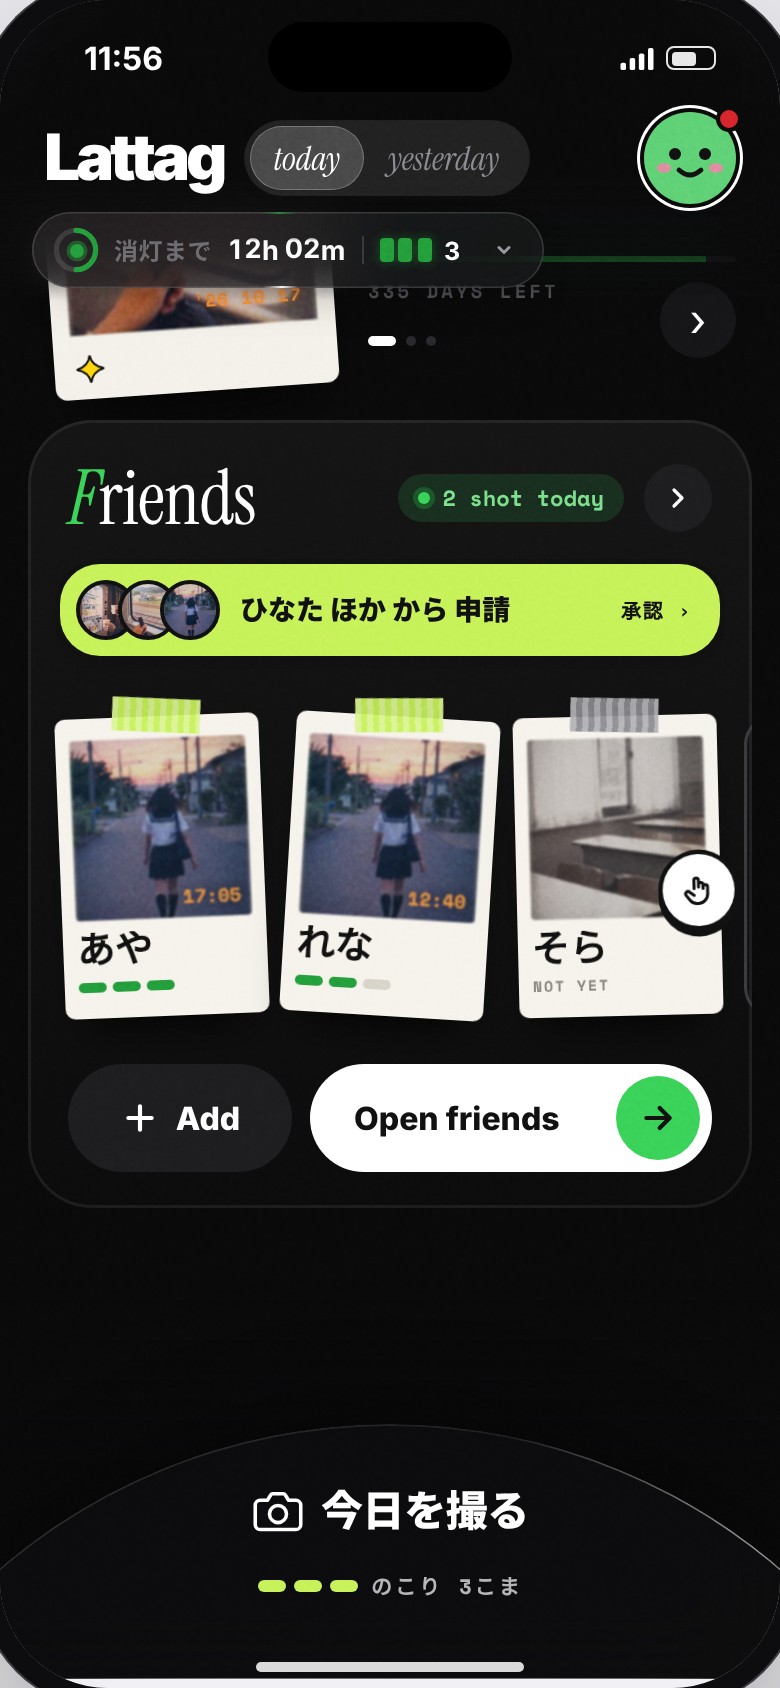 11:56
Lattag today yesterday
消灯まで 12h 02m 3
335 DAYS LEFT
Friends
2 shot today
ひなた ほか から 申請 承認 ›
17:05
12:40
あや
れな
そら
NOT YET
+ Add
Open friends
今日を撮る
のこり 3こま